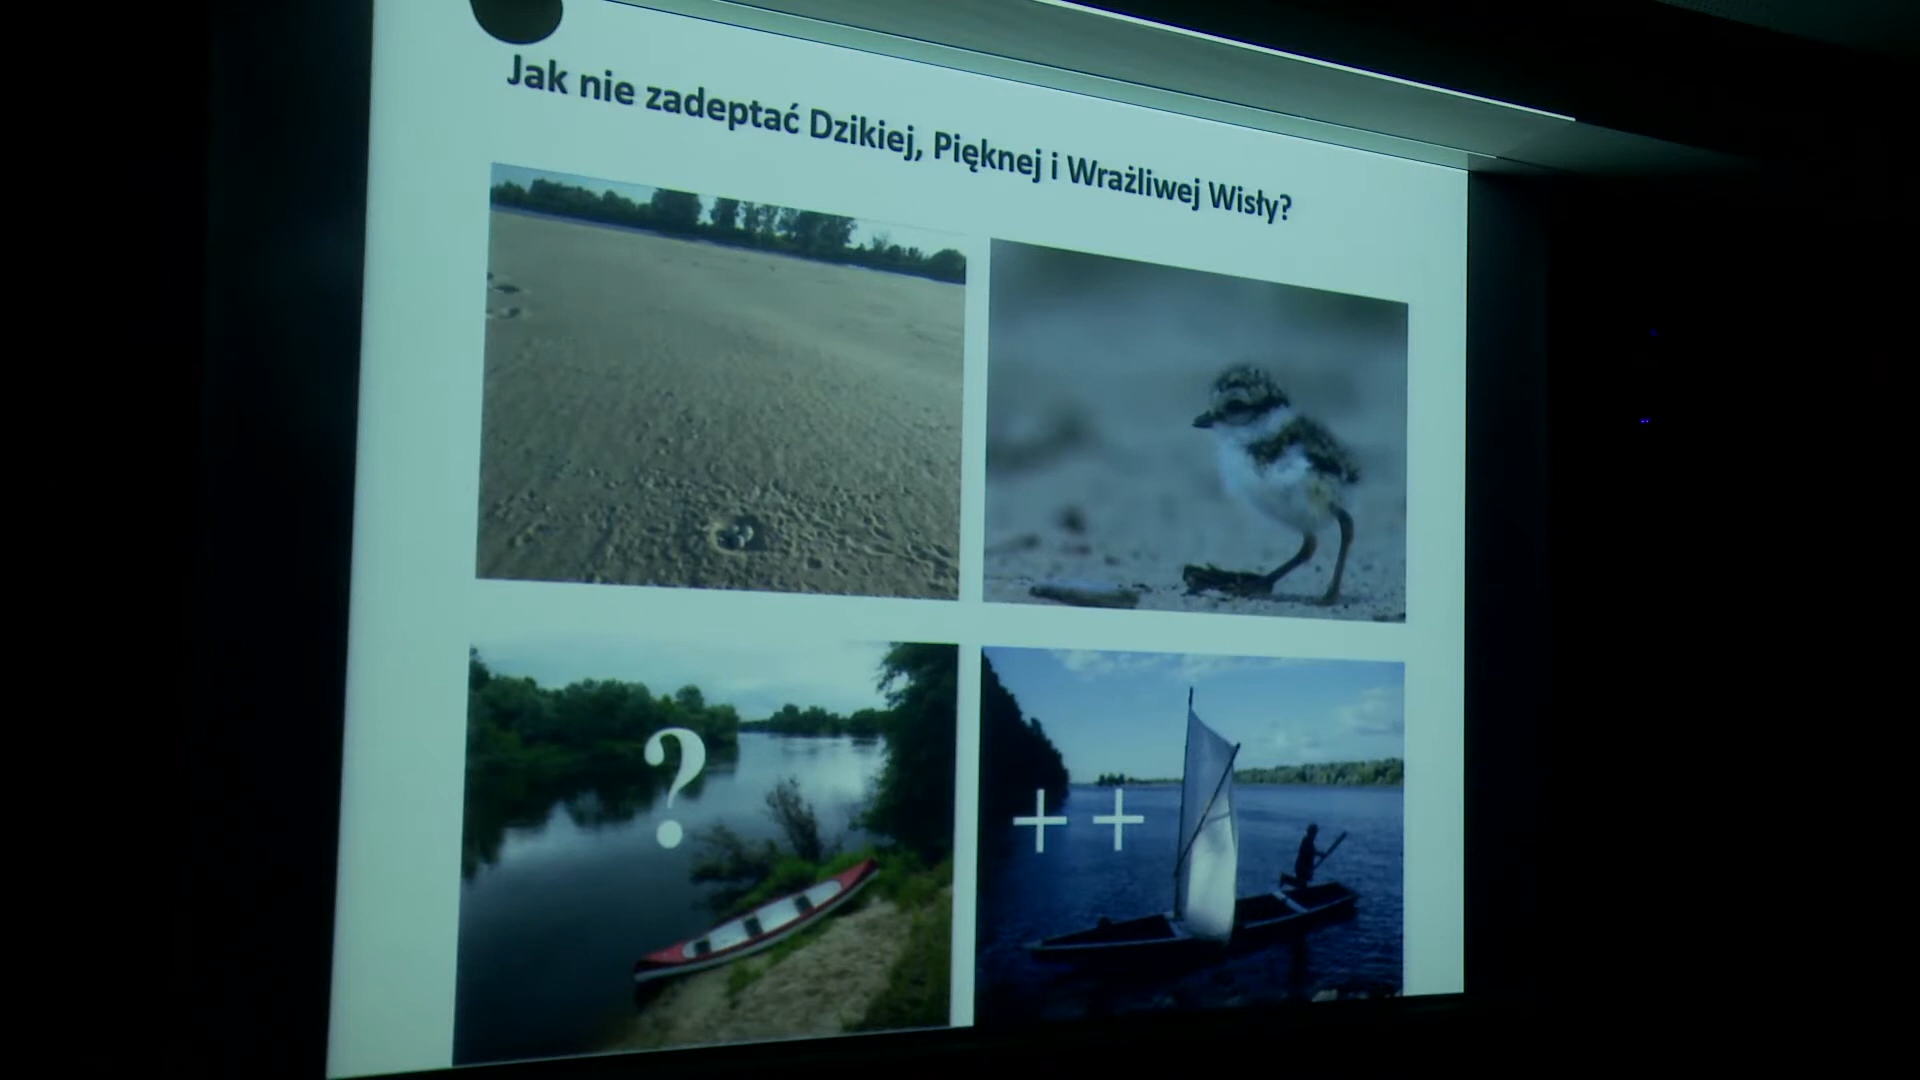 Jak nie zadeptać Dzikiej, Pięknej i Wrażliwej Wisły?
?
+ +